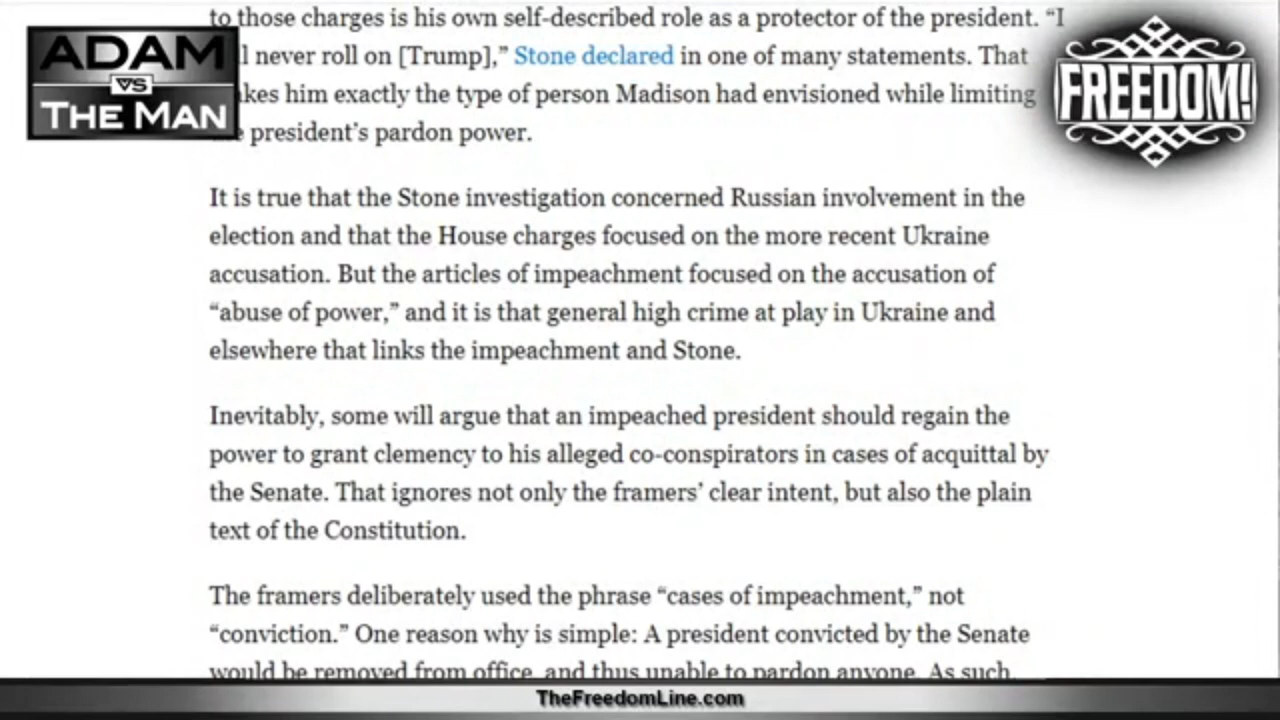 to those charges is his own self-described role as a protector of the president. “I
never roll on [Trump],” Stone declared in one of many statements. That
him exactly the type of person Madison had envisioned while limiting
president’s pardon power.
ADAM
VS
THE MAN
FREEDOM!
It is true that the Stone investigation concerned Russian involvement in the
election and that the House charges focused on the more recent Ukraine
accusation. But the articles of impeachment focused on the accusation of
“abuse of power,” and it is that general high crime at play in Ukraine and
elsewhere that links the impeachment and Stone.
Inevitably, some will argue that an impeached president should regain the
power to grant clemency to his alleged co-conspirators in cases of acquittal by
the Senate. That ignores not only the framers’ clear intent, but also the plain
text of the Constitution.
The framers deliberately used the phrase “cases of impeachment,” not
“conviction.” One reason why is simple: A president convicted by the Senate
would be removed from office, and thus unable to pardon anyone. As such,
TheFreedomLine.com